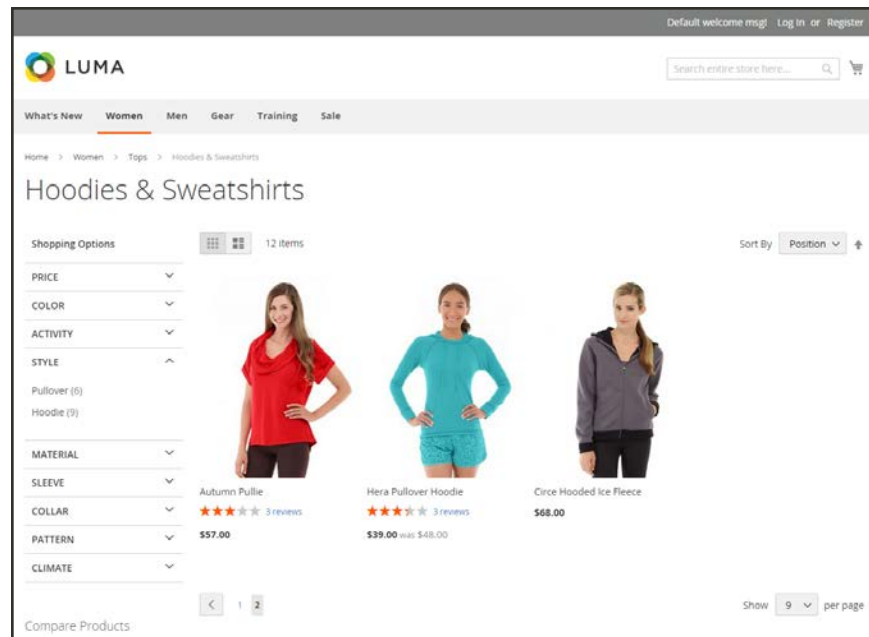 Default welcome msg! Log In or Register
LUMA
Search entire store here...
What's New Women Men Gear Training Sale
Home > Women > Tops > Hoodies & Sweatshirts
Hoodies & Sweatshirts
Shopping Options
12 items
Sort By Position
PRICE
COLOR
ACTIVITY
STYLE
Pullover (6)
Hoodie (9)
MATERIAL
SLEEVE
COLLAR
PATTERN
CLIMATE
Autumn Pullie
3 reviews
$57.00
Hera Pullover Hoodie
3 reviews
$39.00 was $48.00
Circe Hooded Ice Fleece
$68.00
1 2
Show 9 per page
Compare Products